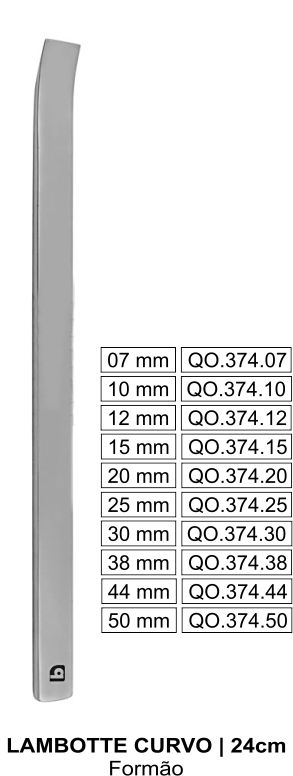 07 mm QO.374.07
10 mm QO.374.10
12 mm QO.374.12
15 mm QO.374.15
20 mm QO.374.20
25 mm QO.374.25
30 mm QO.374.30
38 mm QO.374.38
44 mm QO.374.44
50 mm QO.374.50
LAMBOTTE CURVO | 24cm
Formão